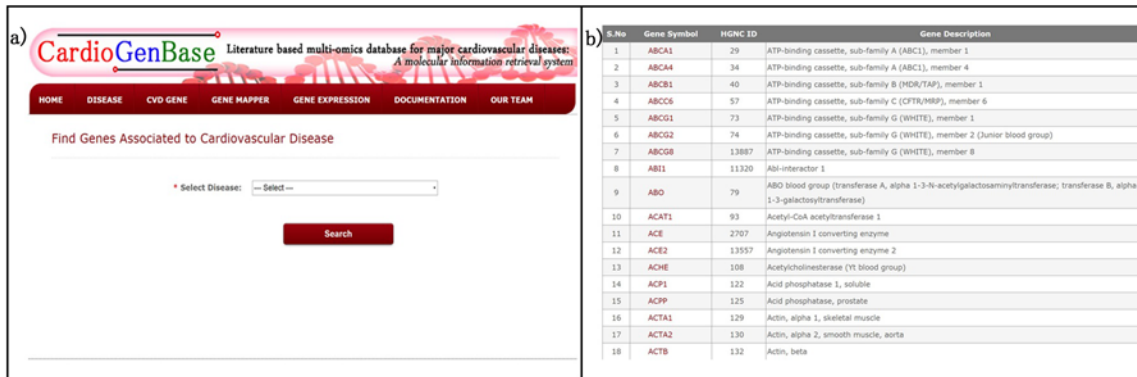 a)
CardioGenBase
Literature based multi-omics database for major cardiovascular diseases:
A molecular information retrieval system
HOME DISEASE CVD GENE GENE MAPPER GENE EXPRESSION DOCUMENTATION OUR TEAM
Find Genes Associated to Cardiovascular Disease
* Select Disease: --- Select ---
Search
b)
S.No Gene Symbol HGNC ID Gene Description
1 ABCA1 29 ATP-binding cassette, sub-family A (ABC1), member 1
2 ABCA4 34 ATP-binding cassette, sub-family A (ABC1), member 4
3 ABCB1 40 ATP-binding cassette, sub-family B (MDR/TAP), member 1
4 ABCC6 57 ATP-binding cassette, sub-family C (CFTR/MRP), member 6
5 ABCG1 73 ATP-binding cassette, sub-family G (WHITE), member 1
6 ABCG2 74 ATP-binding cassette, sub-family G (WHITE), member 2 (Junior blood group)
7 ABCG8 13887 ATP-binding cassette, sub-family G (WHITE), member 8
8 ABI1 11320 Abl-interactor 1
9 ABO 79 ABO blood group (transferase A, alpha 1-3-N-acetylgalactosaminyltransferase; transferase B, alpha
1-3-galactosyltransferase)
10 ACAT1 93 Acetyl-CoA acetyltransferase 1
11 ACE 2707 Angiotensin I converting enzyme
12 ACE2 13557 Angiotensin I converting enzyme 2
13 ACHE 108 Acetylcholinesterase (Yt blood group)
14 ACP1 122 Acid phosphatase 1, soluble
15 ACPP 125 Acid phosphatase, prostate
16 ACTA1 129 Actin, alpha 1, skeletal muscle
17 ACTA2 130 Actin, alpha 2, smooth muscle, aorta
18 ACTB 132 Actin, beta